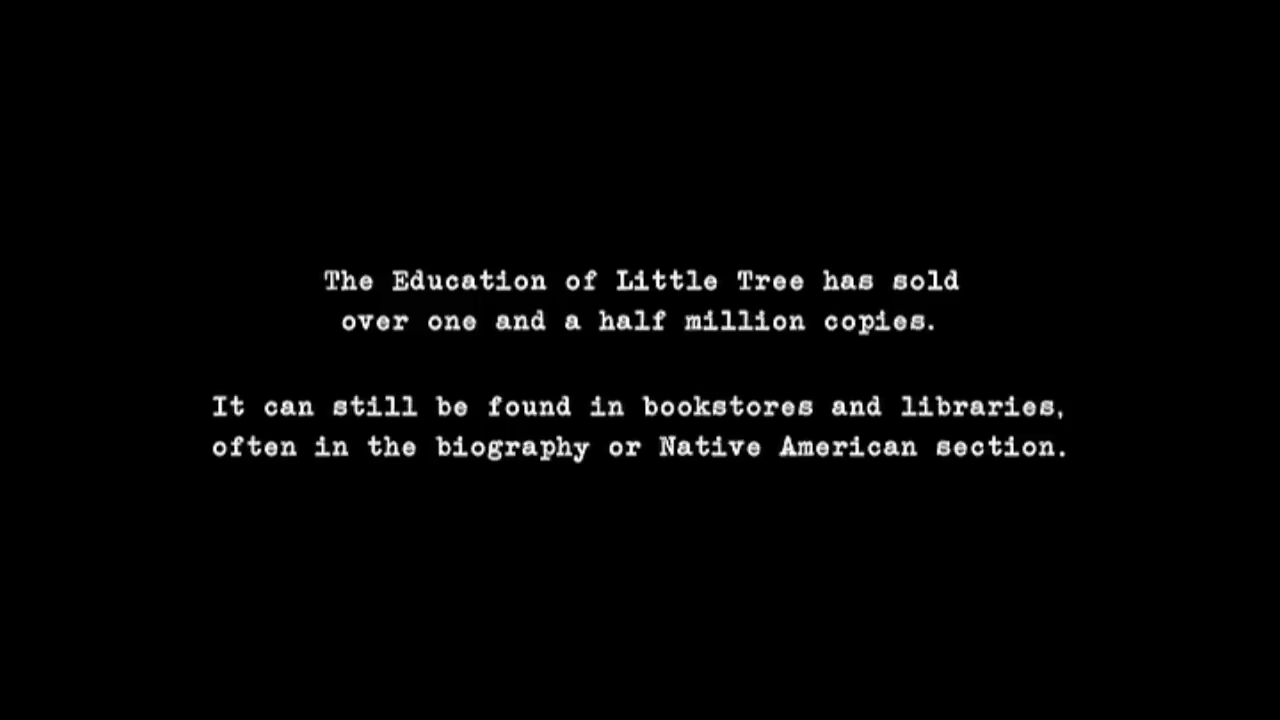 The Education of Little Tree has sold
over one and a half million copies.
It can still be found in bookstores and libraries,
often in the biography or Native American section.